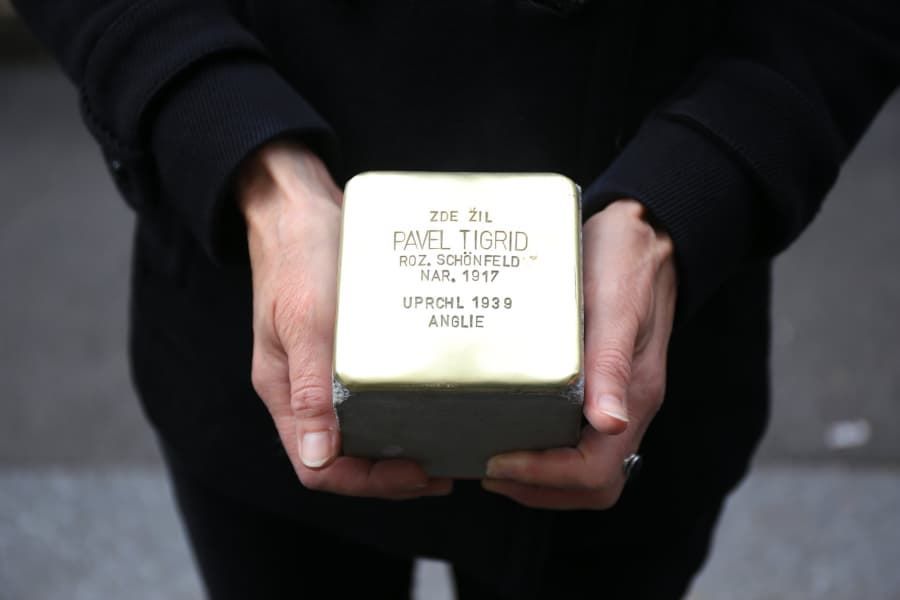 ZDE ŽIL
PAVEL TIGRID
ROZ. SCHÖNFELD
NAR. 1917
UPRCHL 1939
ANGLIE